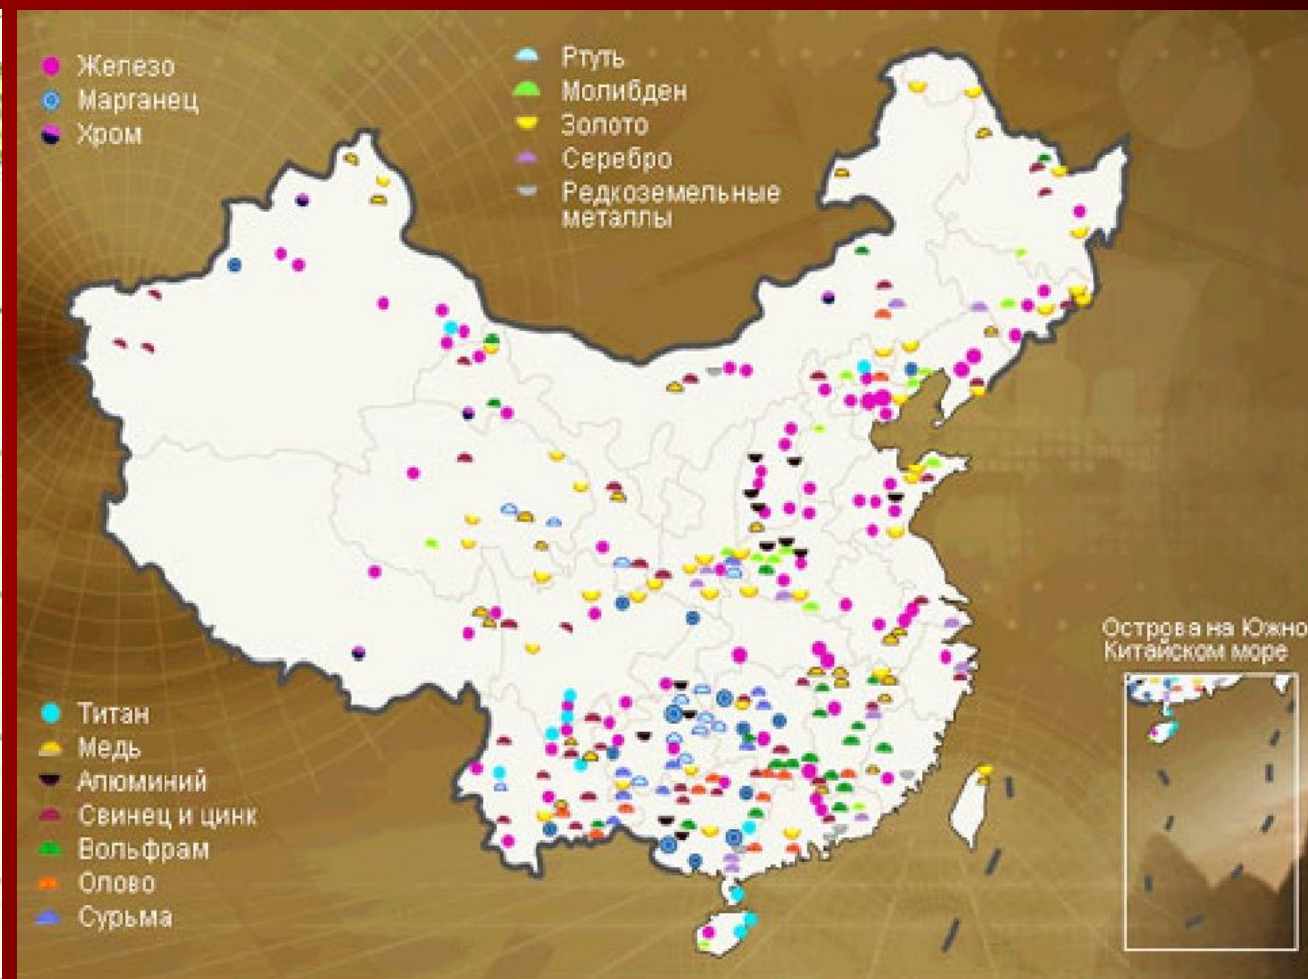 Железо
Марганец
Хром
Ртуть
Молибден
Золото
Серебро
Редкоземельные
металлы
Острова на Южно
Китайском море
Титан
Медь
Алюминий
Свинец и цинк
Вольфрам
Олово
Сурьма